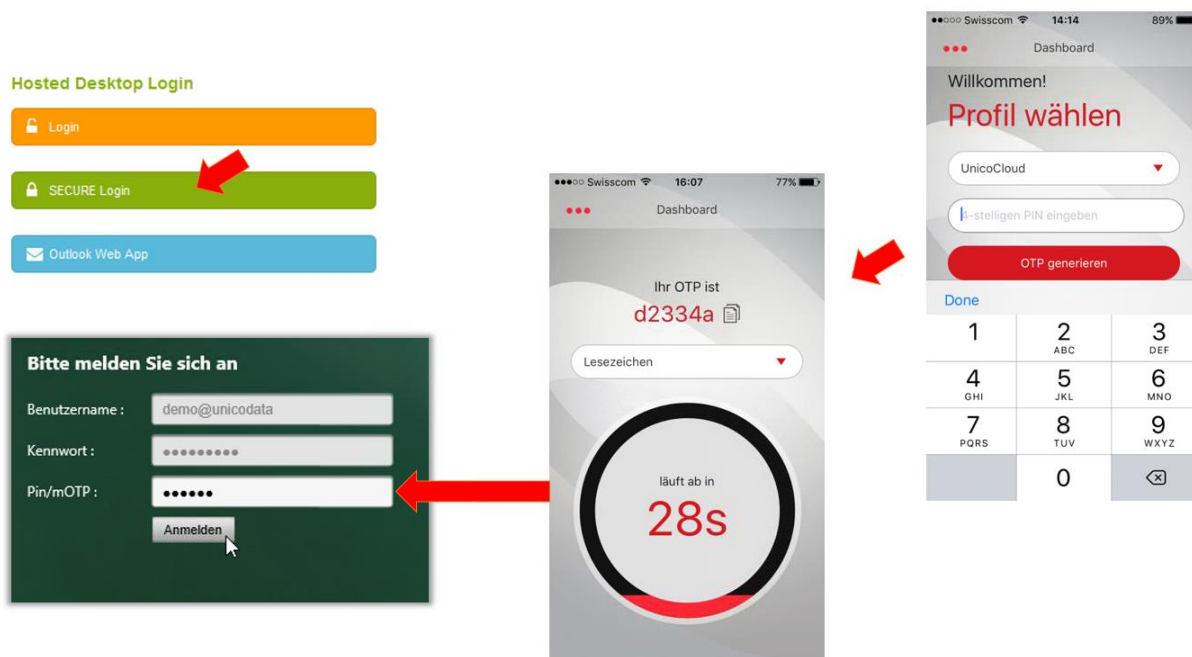 Hosted Desktop Login
Login
SECURE Login
Outlook Web App
Bitte melden Sie sich an
Benutzername : demo@unicodata
Kennwort : ●●●●●●●●●
Pin/mOTP : ●●●●●●
Anmelden
Swisscom 16:07 77%
Dashboard
Ihr OTP ist
d2334a
Lesezeichen
läuft ab in
28s
Swisscom 14:14 89%
Dashboard
Willkommen!
Profil wählen
UnicoCloud
4-stelligen PIN eingeben
OTP generieren
Done
1 2 3
ABC DEF
4 5 6
GHI JKL MNO
7 8 9
PQRS TUV WXYZ
0